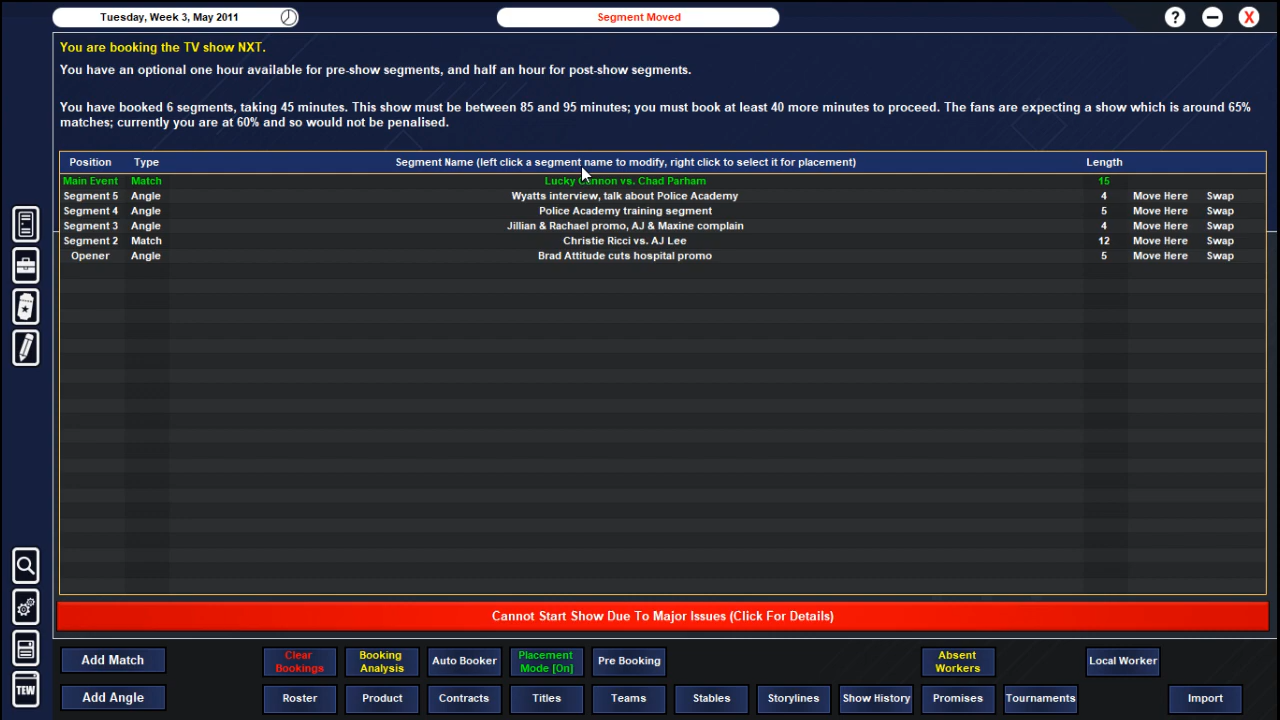 Tuesday, Week 3, May 2011
Segment Moved
? X
You are booking the TV show NXT.
You have an optional one hour available for pre-show segments, and half an hour for post-show segments.
You have booked 6 segments, taking 45 minutes. This show must be between 85 and 95 minutes; you must book at least 40 more minutes to proceed. The fans are expecting a show which is around 65%
matches; currently you are at 60% and so would not be penalised.
Position Type Segment Name (left click a segment name to modify, right click to select it for placement) Length
Main Event Match Lucky Cannon vs. Chad Parham 15
Segment 5 Angle Wyatts interview, talk about Police Academy 4 Move Here Swap
Segment 4 Angle Police Academy training segment 5 Move Here Swap
Segment 3 Angle Jillian & Rachael promo, AJ & Maxine complain 4 Move Here Swap
Segment 2 Match Christie Ricci vs. AJ Lee 12 Move Here Swap
Opener Angle Brad Attitude cuts hospital promo 5 Move Here Swap
Cannot Start Show Due To Major Issues (Click For Details)
Add Match
Clear
Bookings
Booking
Analysis
Auto Booker
Placement
Mode [On]
Pre Booking
Absent
Workers
Local Worker
TEW
Add Angle
Roster
Product
Contracts
Titles
Teams
Stables
Storylines
Show History
Promises
Tournaments
Import